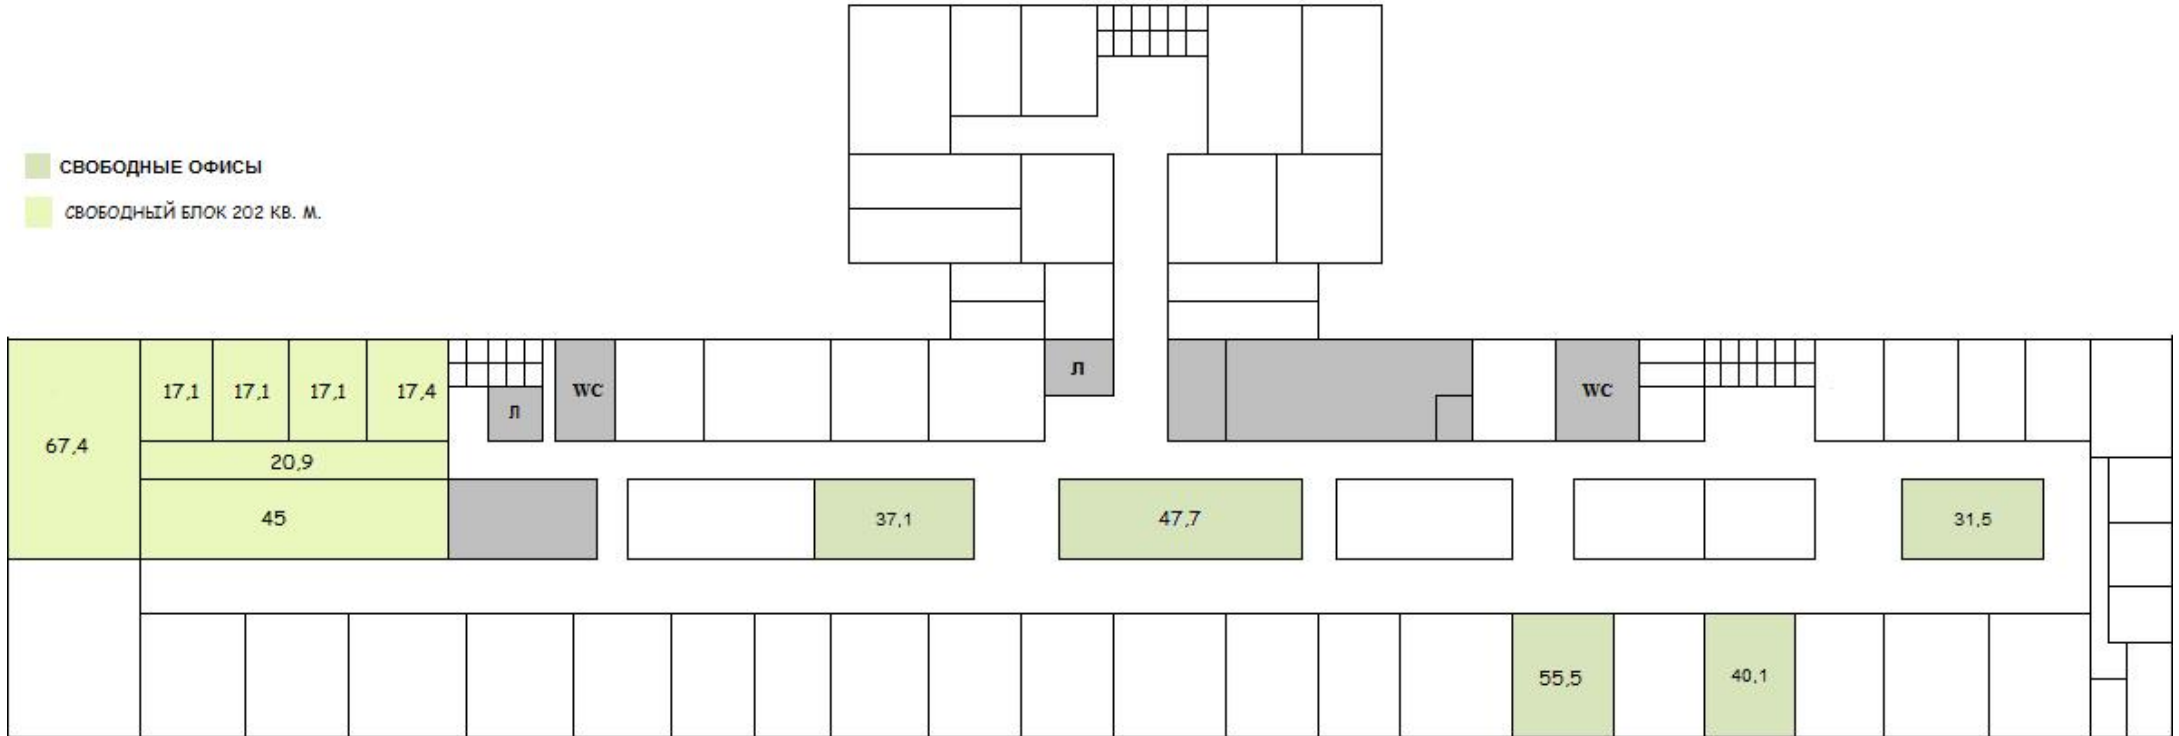 СВОБОДНЫЕ ОФИСЫ
СВОБОДНЫЙ БЛОК 202 КВ. М.
Л
17,1 17,1 17,1 17,4 WC WC
Л
67,4
20,9
45 37,1 47,7 31,5
55,5 40,1